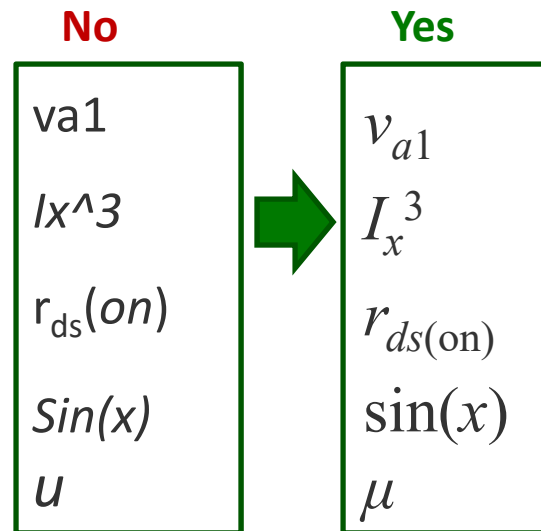 No
va1
Ix^3
r_ds(on)
Sin(x)
u
Yes
v_a1
I_x^3
r_ds(on)
sin(x)
μ